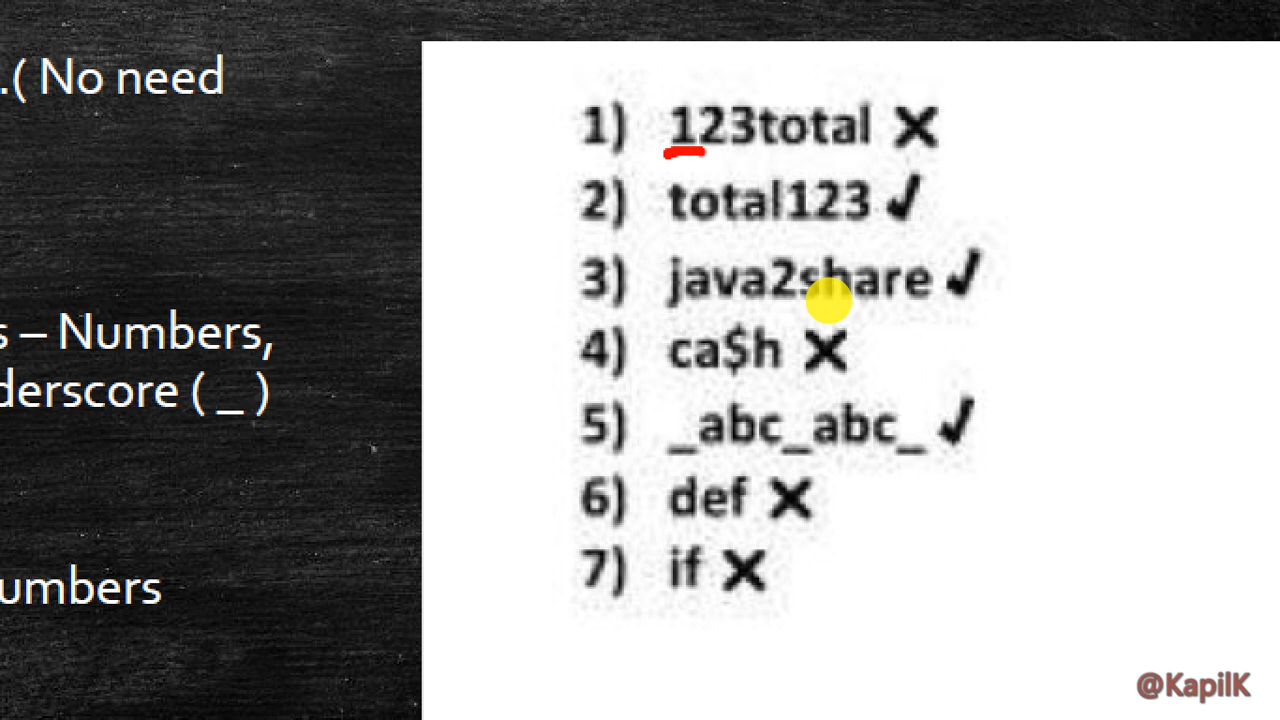 .( No need
s – Numbers,
derscore ( _ )
umbers
1) 123total ✗
2) total123 ✓
3) java2share ✓
4) ca$h ✗
5) _abc_abc_ ✓
6) def ✗
7) if ✗
@KapilK